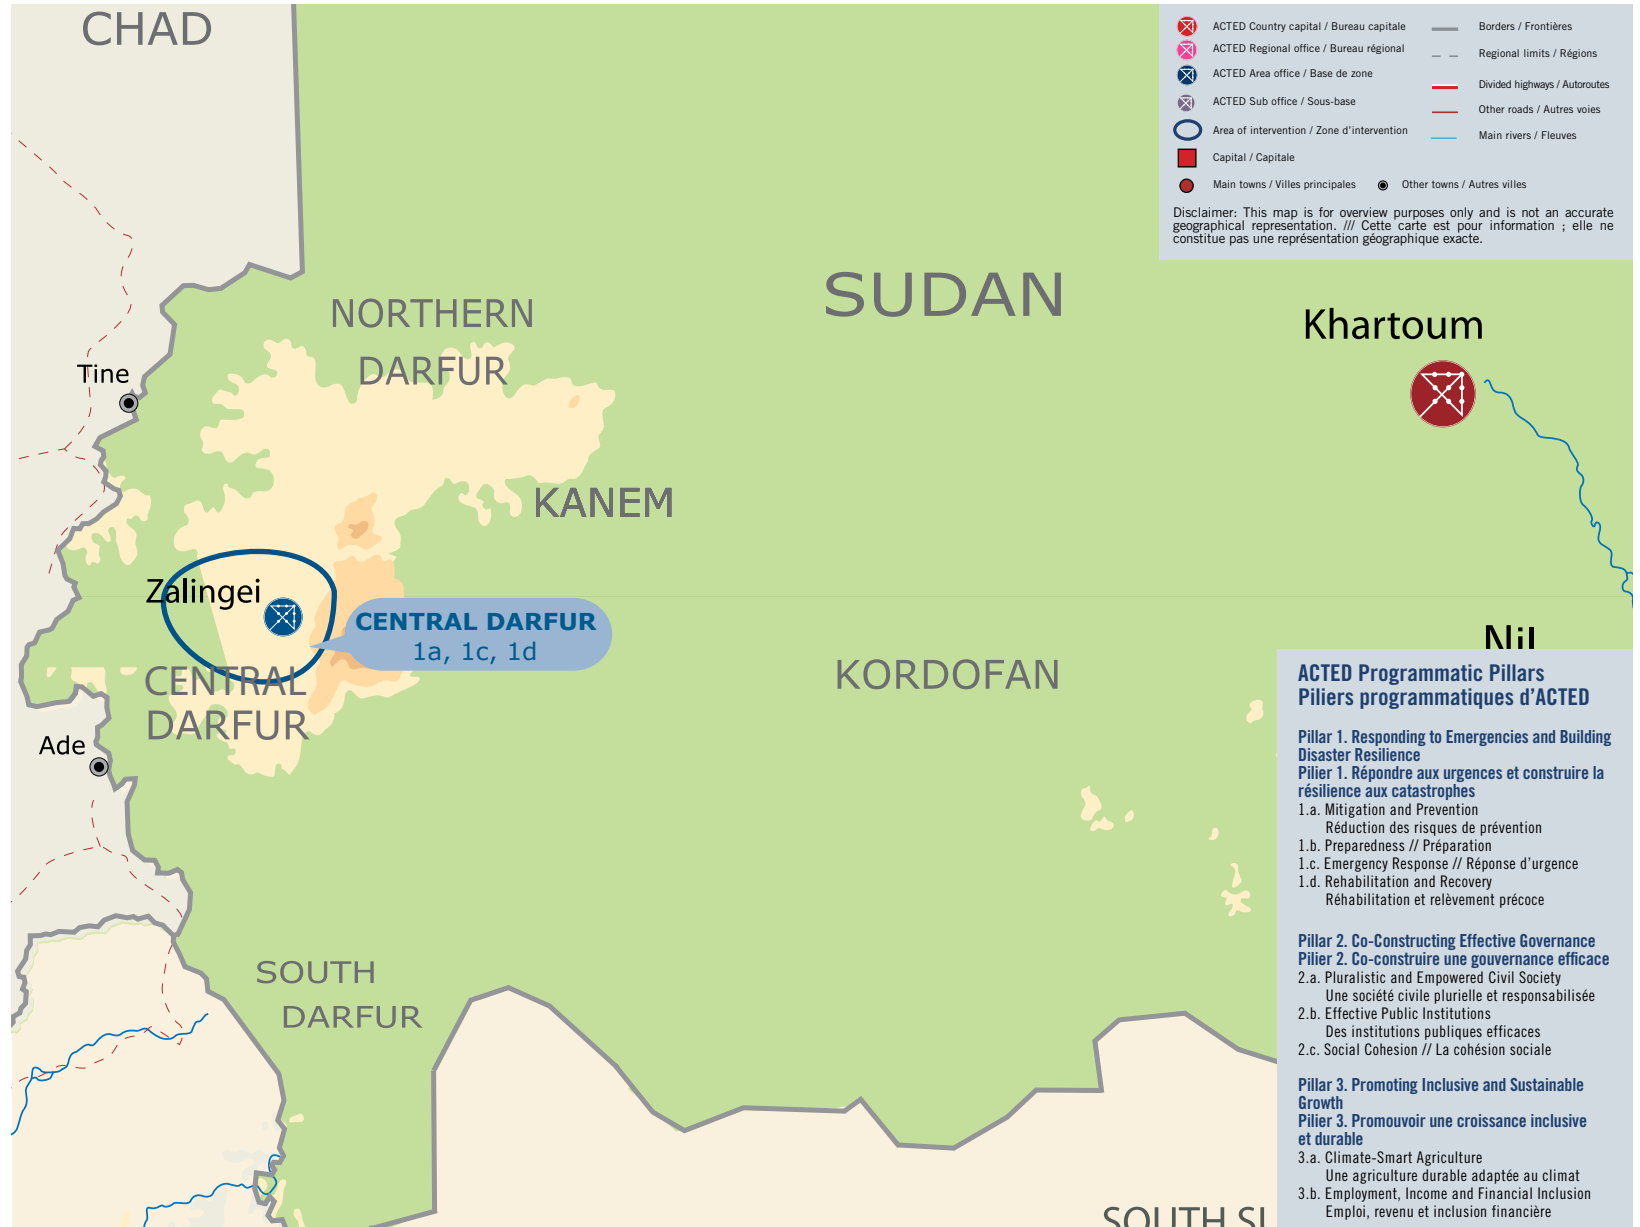 CHAD
ACTED Country capital / Bureau capitale
ACTED Regional office / Bureau régional
ACTED Area office / Base de zone
ACTED Sub office / Sous-base
Area of intervention / Zone d'intervention
Capital / Capitale
Main towns / Villes principales
Other towns / Autres villes
Borders / Frontières
Regional limits / Régions
Divided highways / Autoroutes
Other roads / Autres voies
Main rivers / Fleuves
Disclaimer: This map is for overview purposes only and is not an accurate
geographical representation. /// Cette carte est pour information ; elle ne
constitue pas une représentation géographique exacte.
SUDAN
NORTHERN
DARFUR
Khartoum
Tine
KANEM
Zalingei
CENTRAL DARFUR
1a, 1c, 1d
Nil
CENTRAL
DARFUR
KORDOFAN
Ade
SOUTH
DARFUR
ACTED Programmatic Pillars
Piliers programmatiques d'ACTED
Pillar 1. Responding to Emergencies and Building
Disaster Resilience
Pilier 1. Répondre aux urgences et construire la
résilience aux catastrophes
1.a. Mitigation and Prevention
Réduction des risques de prévention
1.b. Preparedness // Préparation
1.c. Emergency Response // Réponse d'urgence
1.d. Rehabilitation and Recovery
Réhabilitation et relèvement précoce
Pillar 2. Co-Constructing Effective Governance
Pilier 2. Co-construire une gouvernance efficace
2.a. Pluralistic and Empowered Civil Society
Une société civile plurielle et responsabilisée
2.b. Effective Public Institutions
Des institutions publiques efficaces
2.c. Social Cohesion // La cohésion sociale
Pillar 3. Promoting Inclusive and Sustainable
Growth
Pilier 3. Promouvoir une croissance inclusive
et durable
3.a. Climate-Smart Agriculture
Une agriculture durable adaptée au climat
3.b. Employment, Income and Financial Inclusion
Emploi, revenu et inclusion financière
SOUTH SU